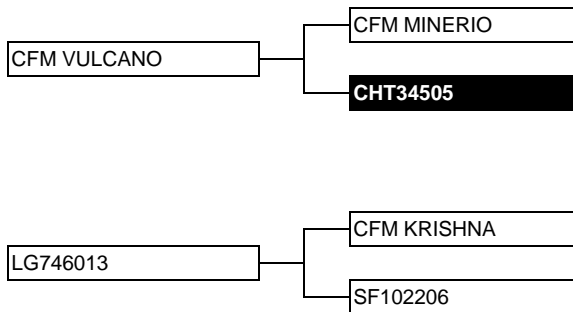 CFM MINERIO
CFM VULCANO
CHT34505
CFM KRISHNA
LG746013
SF102206